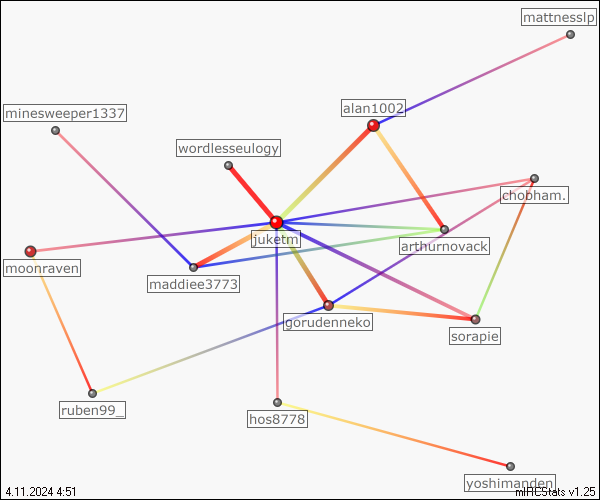 mattnesslp
alan1002
minesweeper1337
wordlesseulogy
chobham.
juketm
arthurnovack
moonraven
maddiee3773
gorudenneko
sorapie
ruben99_
hos8778
yoshimanden
4.11.2024 4:51
mIRCStats v1.25